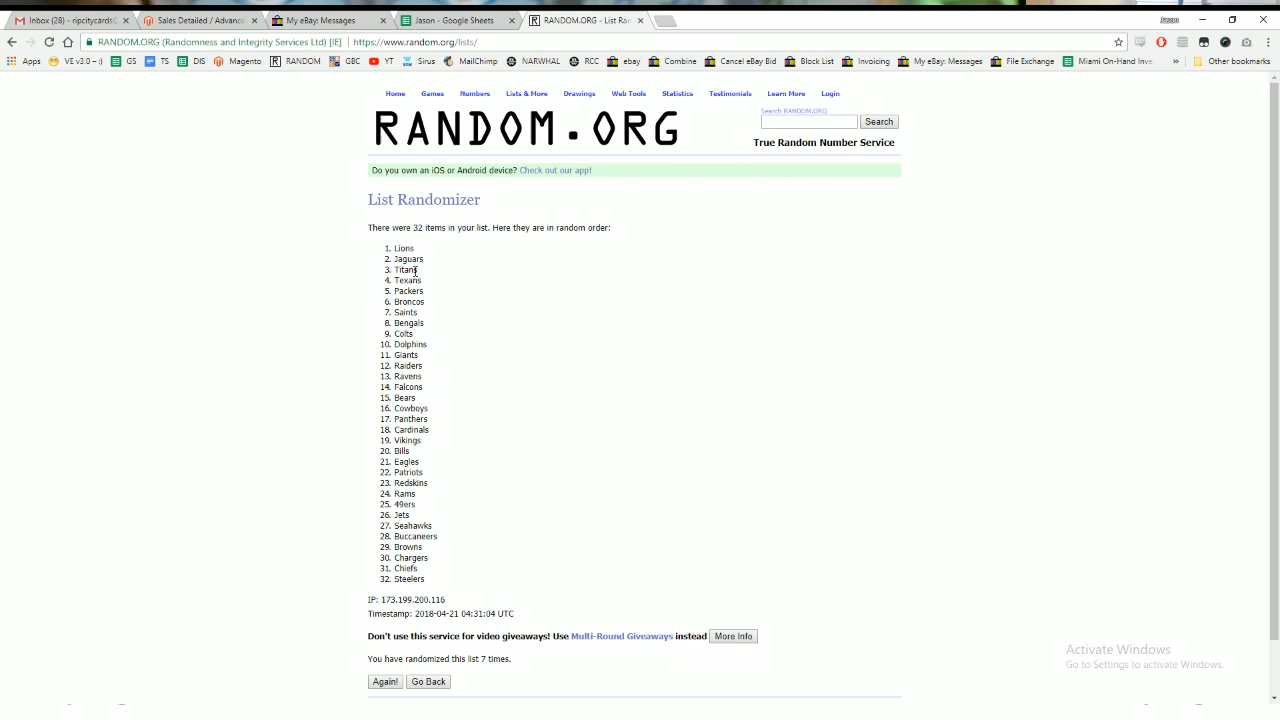 Inbox (28) - ripcitycards@
Sales Detailed / Advance
My eBay: Messages
Jason - Google Sheets
RANDOM.ORG - List Ran
Jason
RANDOM.ORG (Randomness and Integrity Services Ltd) [IE] | https://www.random.org/lists/
Apps
VE v3.0 :)
GS
TS
DIS
Magento
RANDOM
GBC
YT
Sirus
MailChimp
NARWHAL
RCC
ebay
Combine
Cancel eBay Bid
Block List
Invoicing
My eBay: Messages
File Exchange
Miami On-Hand Inve
»
Other bookmarks
Home Games Numbers Lists & More Drawings Web Tools Statistics Testimonials Learn More Login
RANDOM.ORG
Search RANDOM.ORG
Search
True Random Number Service
Do you own an iOS or Android device? Check out our app!
List Randomizer
There were 32 items in your list. Here they are in random order:
1. Lions
2. Jaguars
3. Titans
4. Texans
5. Packers
6. Broncos
7. Saints
8. Bengals
9. Colts
10. Dolphins
11. Giants
12. Raiders
13. Ravens
14. Falcons
15. Bears
16. Cowboys
17. Panthers
18. Cardinals
19. Vikings
20. Bills
21. Eagles
22. Patriots
23. Redskins
24. Rams
25. 49ers
26. Jets
27. Seahawks
28. Buccaneers
29. Browns
30. Chargers
31. Chiefs
32. Steelers
IP: 173.199.200.116
Timestamp: 2018-04-21 04:31:04 UTC
Don't use this service for video giveaways! Use Multi-Round Giveaways instead More Info
You have randomized this list 7 times.
Again! Go Back
Activate Windows
Go to Settings to activate Windows.